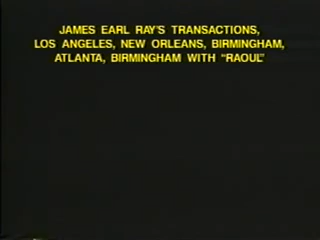 JAMES EARL RAY'S TRANSACTIONS,
LOS ANGELES, NEW ORLEANS, BIRMINGHAM,
ATLANTA, BIRMINGHAM WITH “RAOUL”